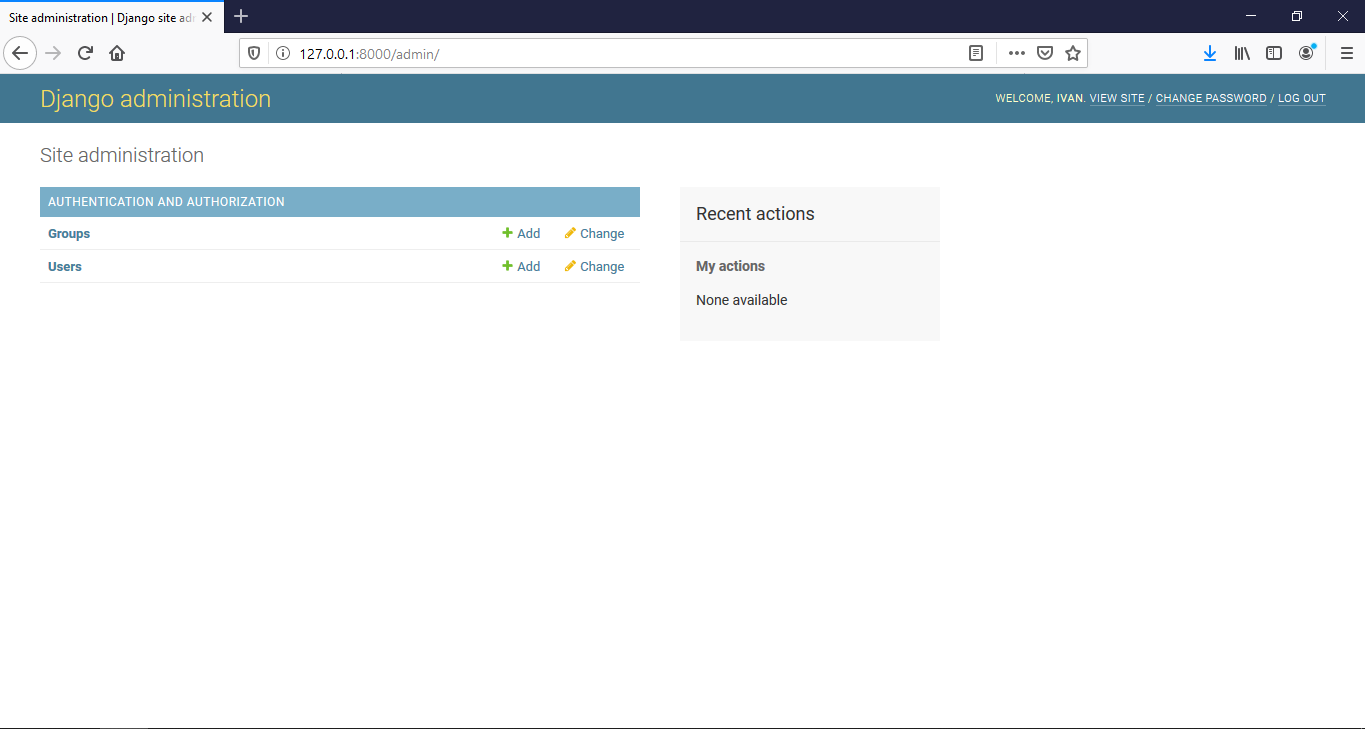 Site administration | Django site adn
127.0.0.1:8000/admin/
Django administration
WELCOME, IVAN. VIEW SITE / CHANGE PASSWORD / LOG OUT
Site administration
AUTHENTICATION AND AUTHORIZATION
Groups Add Change
Users Add Change
Recent actions
My actions
None available